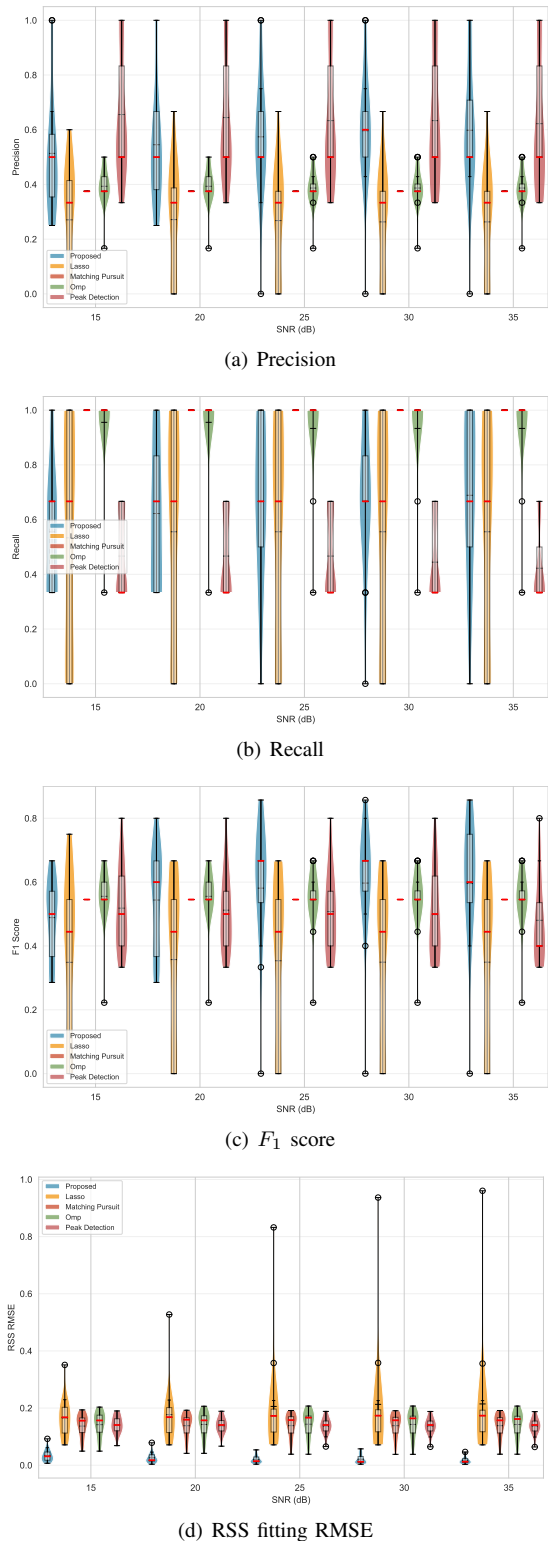 1.0
0.8
0.6
0.4
0.2
0.0
Precision
Proposed
Lasso
Matching Pursuit
Omp
Peak Detection
15
20
25
30
35
SNR (dB)
(a) Precision
1.0
0.8
0.6
0.4
0.2
0.0
Recall
Proposed
Lasso
Matching Pursuit
Omp
Peak Detection
15
20
25
30
35
SNR (dB)
(b) Recall
0.8
0.6
0.4
0.2
0.0
F1 Score
Proposed
Lasso
Matching Pursuit
Omp
Peak Detection
15
20
25
30
35
SNR (dB)
(c) F₁ score
1.0
0.8
0.6
0.4
0.2
0.0
RSS RMSE
Proposed
Lasso
Matching Pursuit
Omp
Peak Detection
15
20
25
30
35
SNR (dB)
(d) RSS fitting RMSE